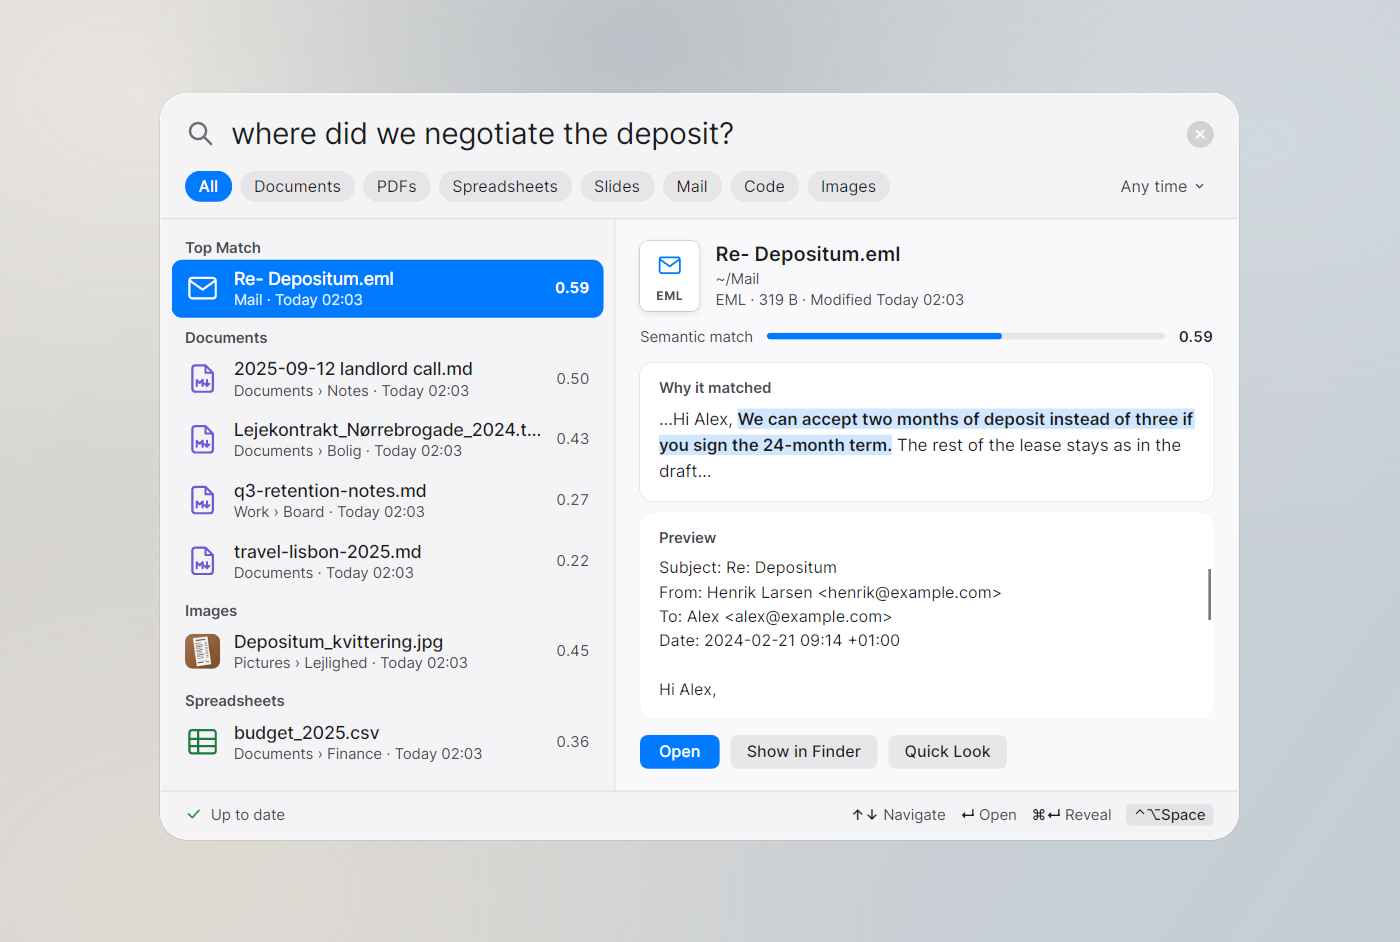 where did we negotiate the deposit?
All
Documents
PDFs
Spreadsheets
Slides
Mail
Code
Images
Any time
Top Match
Re- Depositum.eml
Mail · Today 02:03
0.59
Documents
2025-09-12 landlord call.md
Documents › Notes · Today 02:03
0.50
Lejekontrakt_Nørrebrogade_2024.t...
Documents › Bolig · Today 02:03
0.43
q3-retention-notes.md
Work › Board · Today 02:03
0.27
travel-lisbon-2025.md
Documents · Today 02:03
0.22
Images
Depositum_kvittering.jpg
Pictures › Lejlighed · Today 02:03
0.45
Spreadsheets
budget_2025.csv
Documents › Finance · Today 02:03
0.36
EML
Re- Depositum.eml
~/Mail
EML · 319 B · Modified Today 02:03
Semantic match
0.59
Why it matched
...Hi Alex, We can accept two months of deposit instead of three if
you sign the 24-month term. The rest of the lease stays as in the
draft...
Preview
Subject: Re: Depositum
From: Henrik Larsen <henrik@example.com>
To: Alex <alex@example.com>
Date: 2024-02-21 09:14 +01:00
Hi Alex,
Open
Show in Finder
Quick Look
Up to date
↑↓ Navigate
↵ Open
⌘↵ Reveal
⌃⌥Space